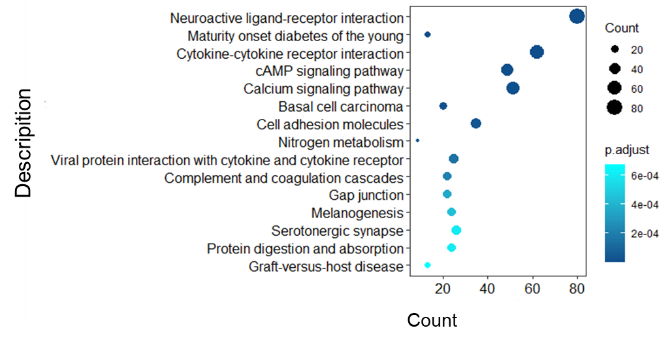 Neuroactive ligand-receptor interaction
Maturity onset diabetes of the young
Cytokine-cytokine receptor interaction
cAMP signaling pathway
Calcium signaling pathway
Basal cell carcinoma
Cell adhesion molecules
Nitrogen metabolism
Viral protein interaction with cytokine and cytokine receptor
Complement and coagulation cascades
Gap junction
Melanogenesis
Serotonergic synapse
Protein digestion and absorption
Graft-versus-host disease
Descripition
20 40 60 80
Count
Count
20
40
60
80
p.adjust
6e-04
4e-04
2e-04